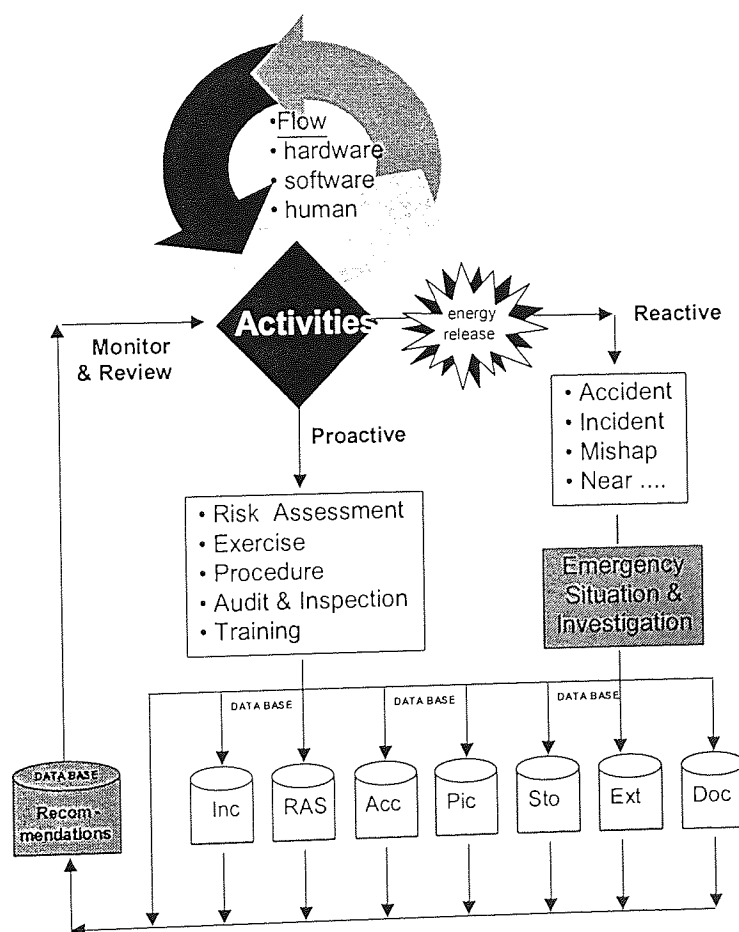 •Flow
• hardware
• software
• human
Activities
energy
release
Reactive
Monitor
& Review
Proactive
• Accident
• Incident
• Mishap
• Near ....
• Risk Assessment
• Exercise
• Procedure
• Audit & Inspection
• Training
Emergency
Situation &
Investigation
DATA BASE
DATA BASE
DATA BASE
DATA BASE
Recom-
mendations
Inc
RAS
Acc
Pic
Sto
Ext
Doc